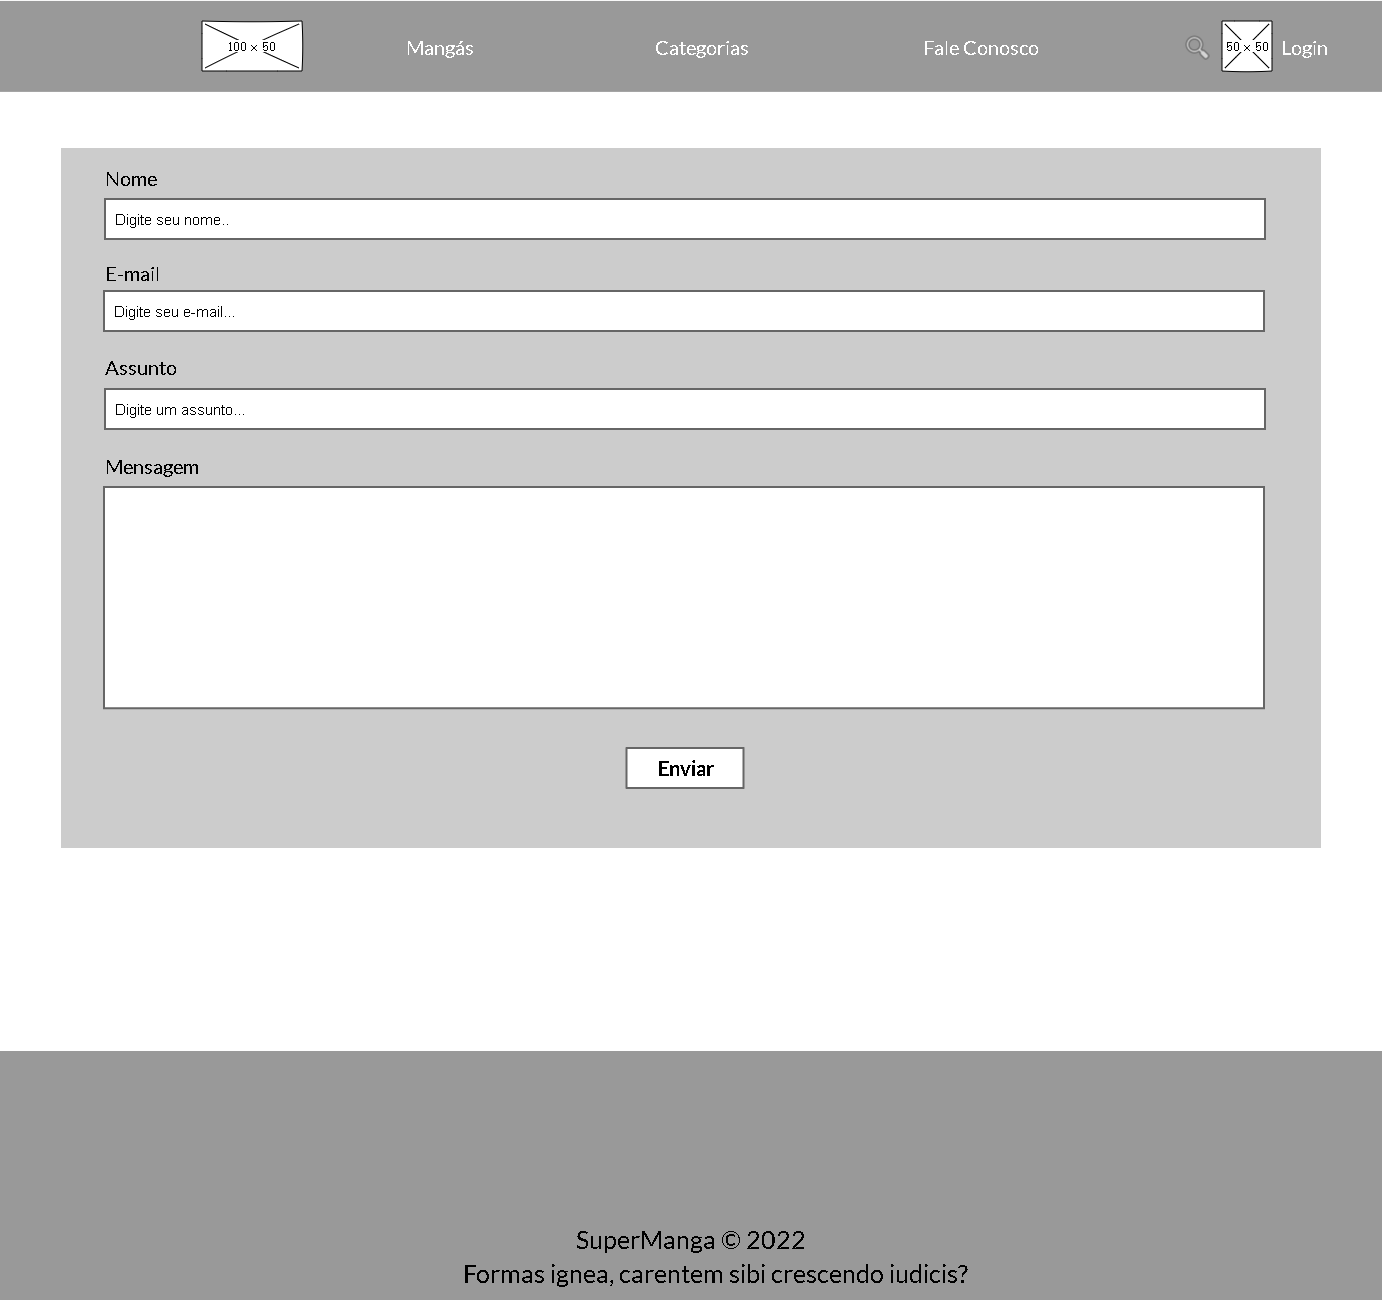 100 x 50 Mangás Categorias Fale Conosco 50 x 50 Login
Nome
Digite seu nome..
E-mail
Digite seu e-mail...
Assunto
Digite um assunto...
Mensagem
Enviar
SuperManga © 2022
Formas ignea, carentem sibi crescendo iudicis?